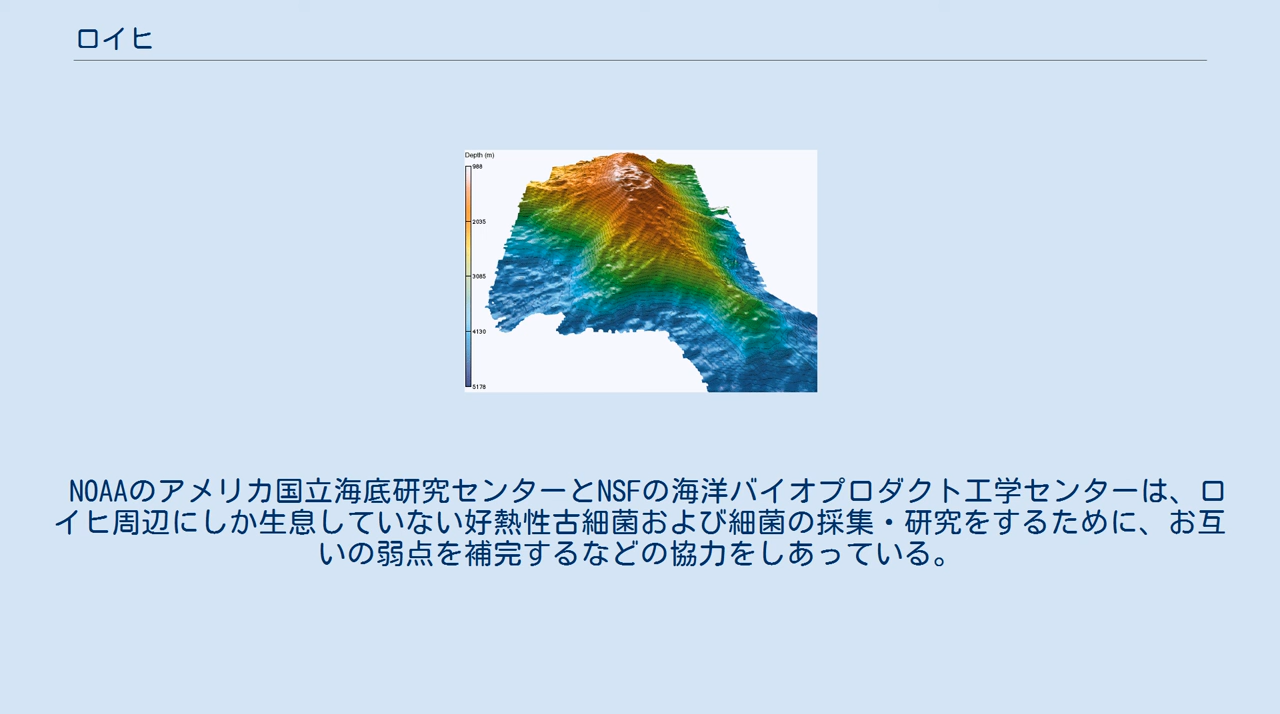 ロイヒ
Depth (m)
988
2035
3085
4130
5178
NOAAのアメリカ国立海底研究センターとNSFの海洋バイオプロダクト工学センターは、ロ
イヒ周辺にしか生息していない好熱性古細菌および細菌の採集・研究をするために、お互
いの弱点を補完するなどの協力をしあっている。